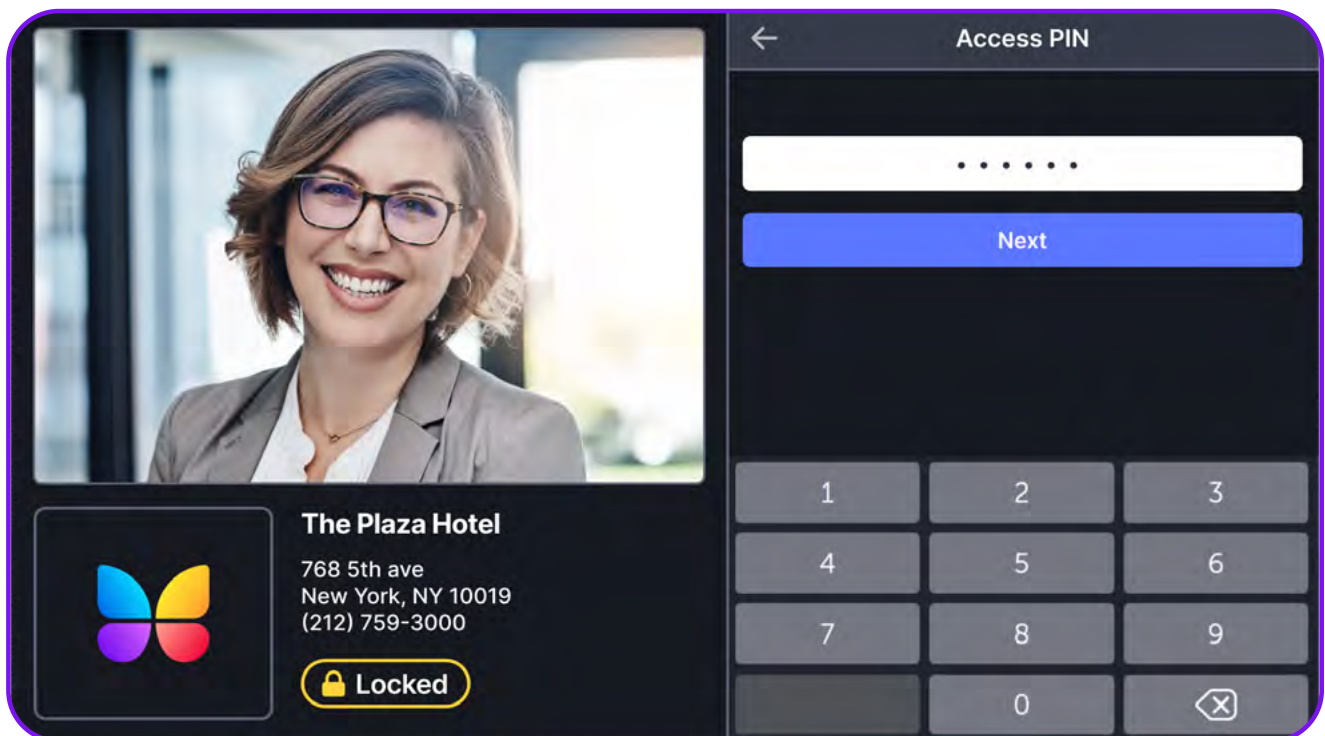 The Plaza Hotel
768 5th ave
New York, NY 10019
(212) 759-3000
Locked
Access PIN
Next
1 2 3
4 5 6
7 8 9
0